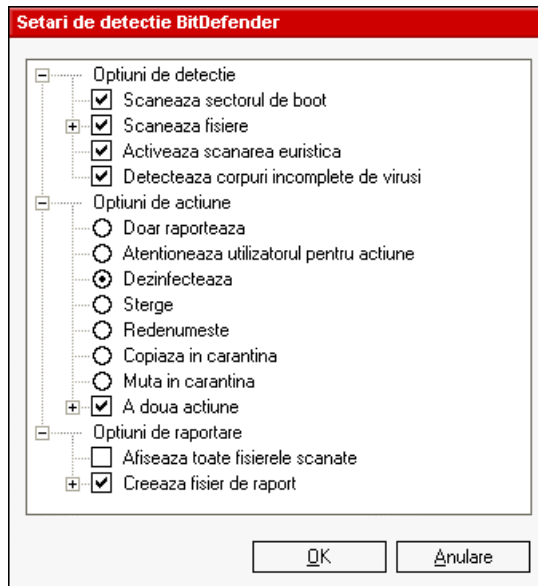 Setari de detectie BitDefender
Optiuni de detectie
Scaneaza sectorul de boot
Scaneaza fisiere
Activeaza scanarea euristica
Detecteaza corpuri incomplete de virusi
Optiuni de actiune
Doar raporteaza
Atentioneaza utilizatorul pentru actiune
Dezinfecteaza
Sterge
Redenumeste
Copiaza in carantina
Muta in carantina
A doua actiune
Optiuni de raportare
Afiseaza toate fisierele scanate
Creeaza fisier de raport
OK
Anulare